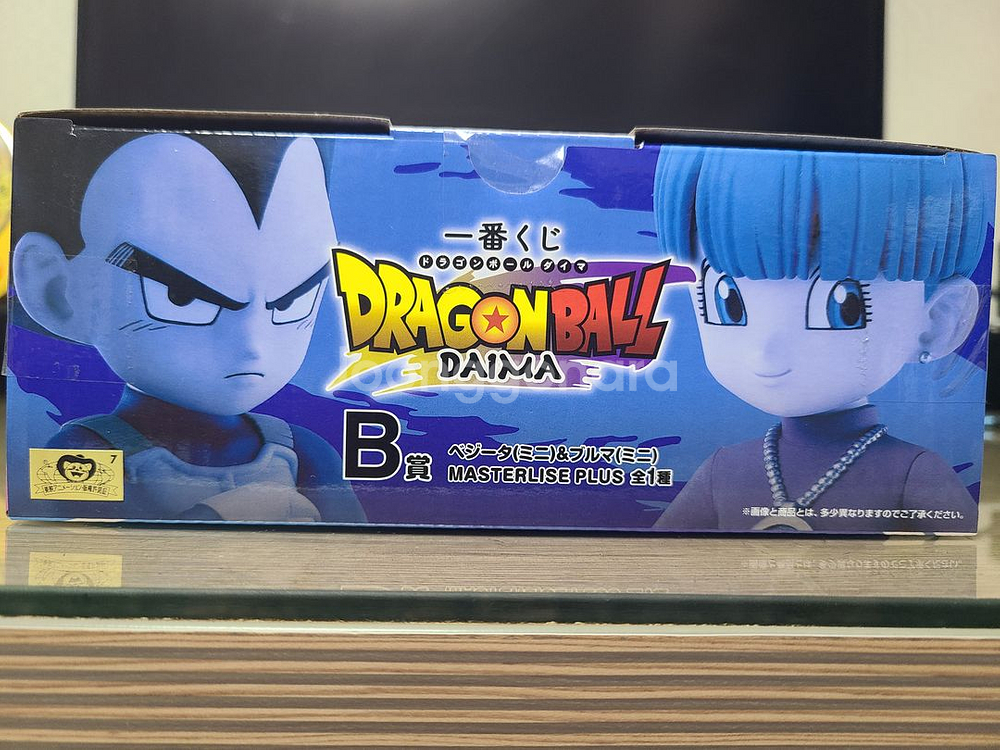 一番くじ
ドラゴンボール ダイマ
DRAGON BALL
DAIMA
B賞
ベジータ(ミニ)&ブルマ(ミニ)
MASTERLISE PLUS 全1種
7
※画像と商品とは、多少異なりますのでご了承ください。